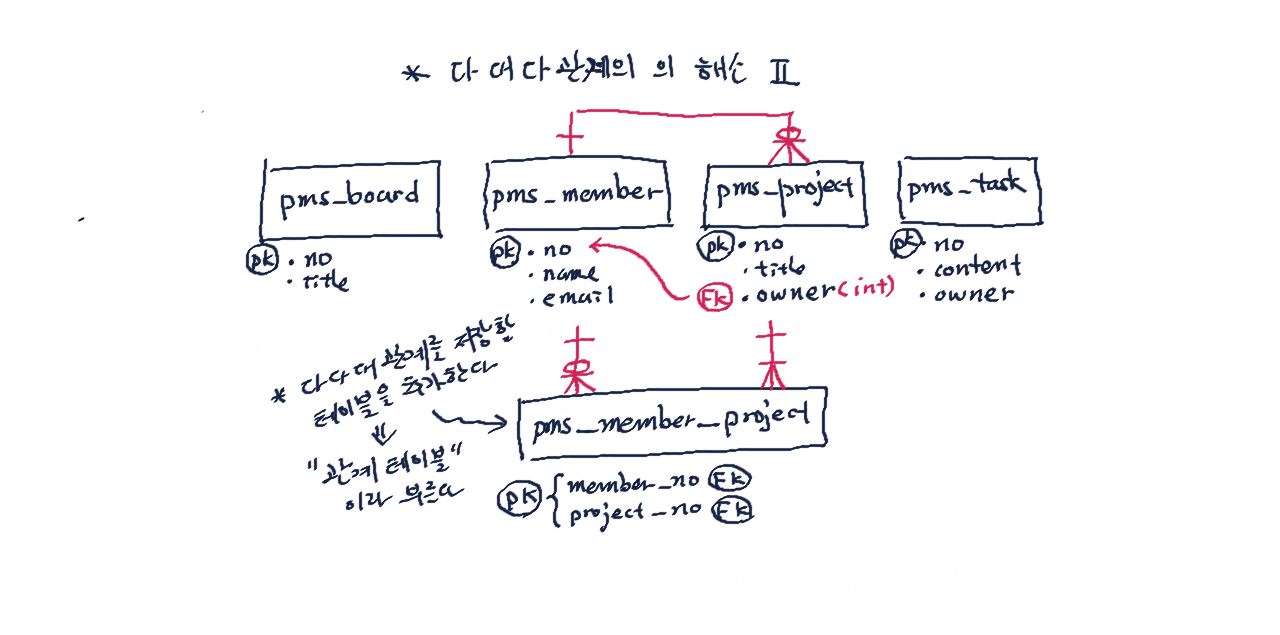 * 다 대 다 관계의 의 해소 Ⅱ
pms_board
pk · no
· title
pms_member
pk · no
· name
· email
pms_project
pk · no
· title
Fk · owner(int)
pms_task
pk · no
· content
· owner
* 다다대 관계를 저장할
테이블을 추가한다
"관계 테이블"
이라 부른다
pms_member_project
pk { member_no Fk
project_no Fk